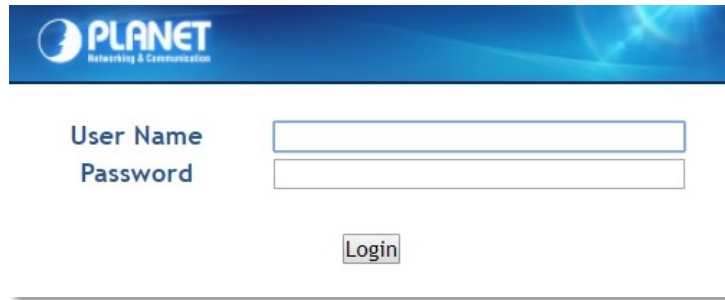 PLANET
Networking & Communication
User Name
Password
Login